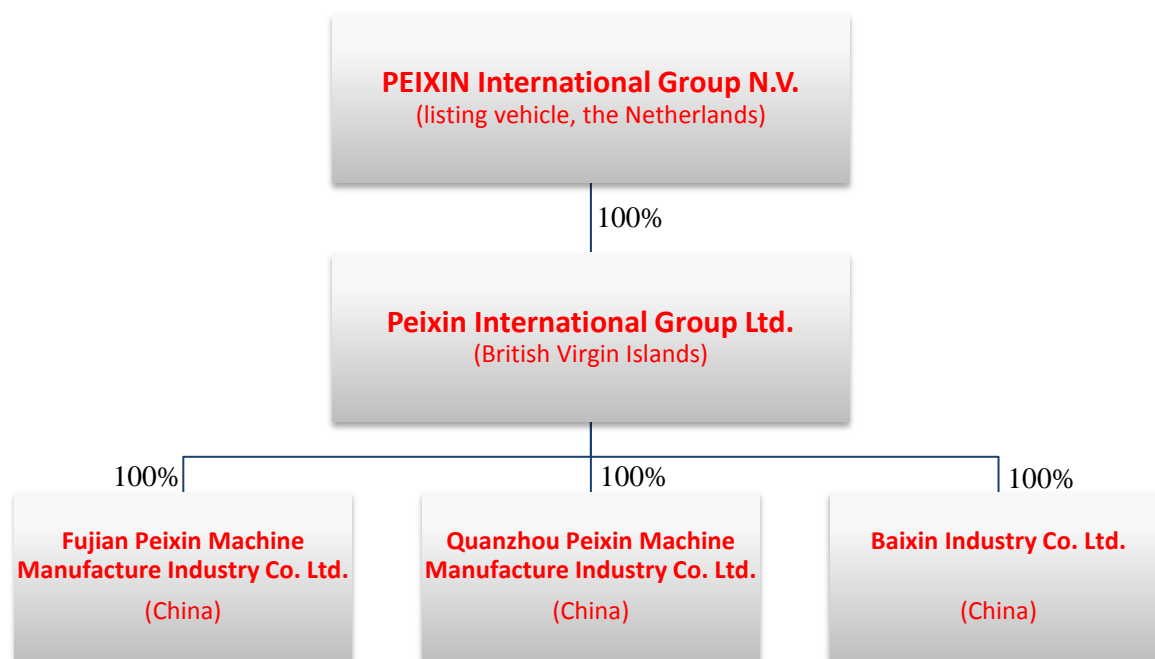 PEIXIN International Group N.V.
(listing vehicle, the Netherlands)
100%
Peixin International Group Ltd.
(British Virgin Islands)
100%
100%
100%
Fujian Peixin Machine
Manufacture Industry Co. Ltd.
(China)
Quanzhou Peixin Machine
Manufacture Industry Co. Ltd.
(China)
Baixin Industry Co. Ltd.
(China)